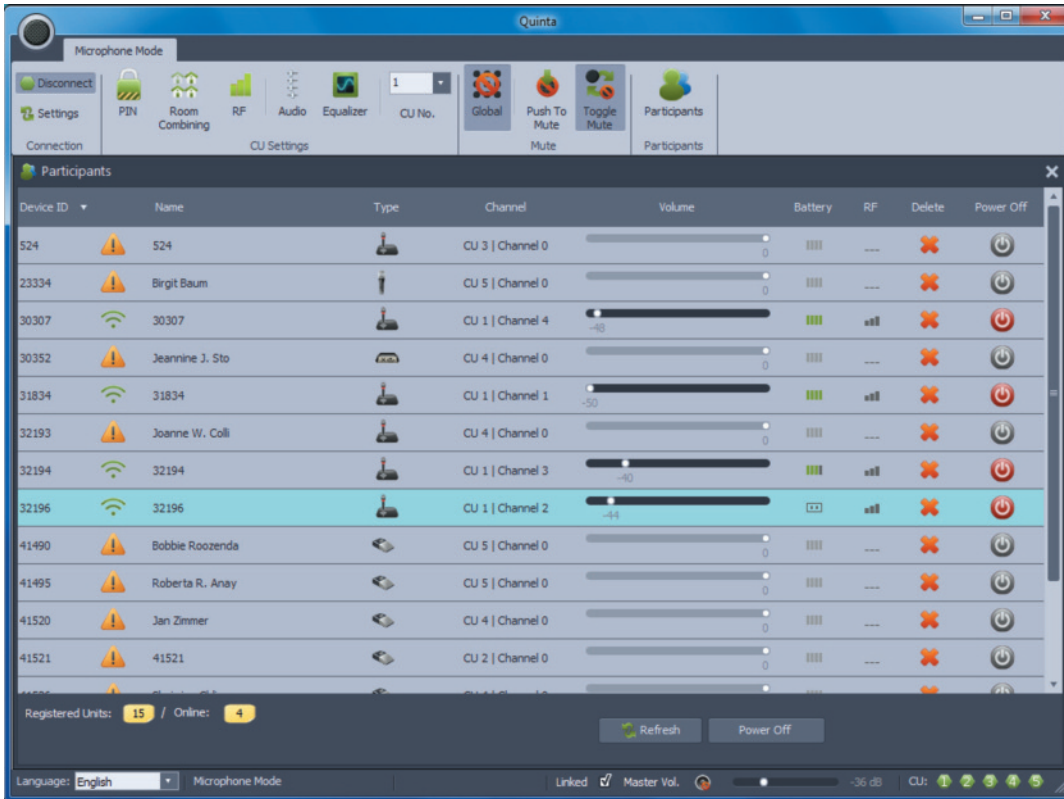 Quinta
Microphone Mode
Disconnect
Settings
Connection
PIN
Room Combining
RF
Audio
Equalizer
1
CU No.
CU Settings
Global
Push To Mute
Toggle Mute
Mute
Participants
Participants
Participants
Device ID Name Type Channel Volume Battery RF Delete Power Off
524 524 CU 3 | Channel 0 0 ---
23334 Birgit Baum CU 5 | Channel 0 0 ---
30307 30307 CU 1 | Channel 4 -48
30352 Jeannine J. Sto CU 4 | Channel 0 0 ---
31834 31834 CU 1 | Channel 1 -50
32193 Joanne W. Colli CU 4 | Channel 0 0 ---
32194 32194 CU 1 | Channel 3 -40
32196 32196 CU 1 | Channel 2 -44
41490 Bobbie Roozenda CU 5 | Channel 0 0 ---
41495 Roberta R. Anay CU 5 | Channel 0 0 ---
41520 Jan Zimmer CU 4 | Channel 0 0 ---
41521 41521 CU 2 | Channel 0 0 ---
Registered Units: 15 / Online: 4
Refresh
Power Off
Language: English Microphone Mode Linked Master Vol. -36 dB CU: 1 2 3 4 5